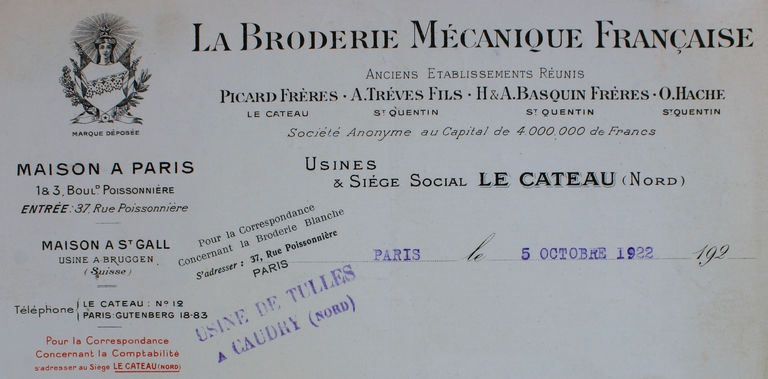 LA BRODERIE MÉCANIQUE FRANÇAISE
ANCIENS ETABLISSEMENTS RÉUNIS
PICARD FRÈRES · A. TRÉVES FILS · H & A. BASQUIN FRÈRES · O. HACHE
LE CATEAU ST QUENTIN ST QUENTIN ST QUENTIN
Société Anonyme au Capital de 4.000.000 de Francs
MARQUE DÉPOSÉE
USINES
& SIÉGE SOCIAL LE CATEAU (NORD)
MAISON A PARIS
1 & 3, BOULD POISSONNIÈRE
ENTRÉE: 37, Rue Poissonnière
MAISON A ST GALL
USINE A BRUGGEN
(Suisse)
Téléphone { LE CATEAU : No 12
PARIS: GUTENBERG 18-83
Pour la Correspondance
Concernant la Comptabilité
s'adresser au Siège LE CATEAU (NORD)
Pour la Correspondance
Concernant la Broderie Blanche
S'adresser : 37, Rue Poissonnière
PARIS
PARIS le 5 OCTOBRE 1922 192
USINE DE TULLES
A CAUDRY (NORD)